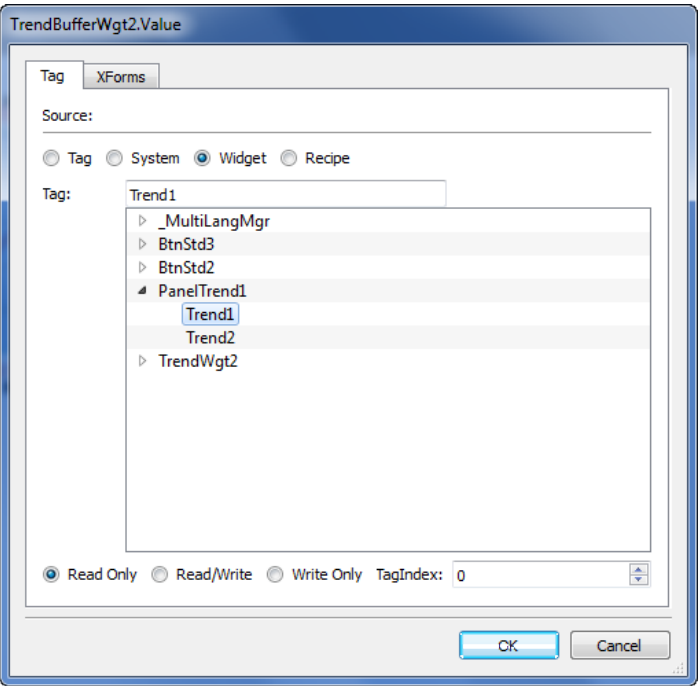 TrendBufferWgt2.Value
Tag XForms
Source:
Tag System Widget Recipe
Tag: Trend1
_MultiLangMgr
BtnStd3
BtnStd2
PanelTrend1
Trend1
Trend2
TrendWgt2
Read Only Read/Write Write Only TagIndex: 0
OK Cancel